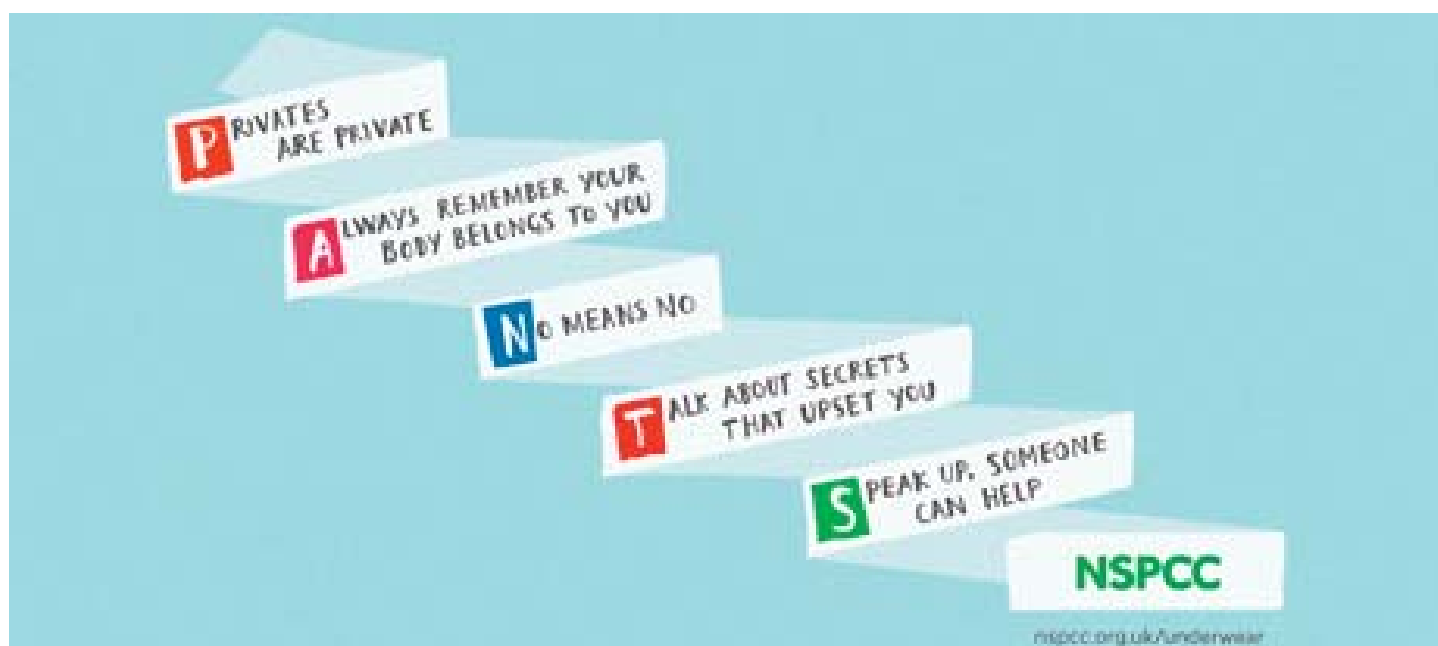 PRIVATES
ARE PRIVATE
ALWAYS REMEMBER YOUR
BODY BELONGS TO YOU
NO MEANS NO
TALK ABOUT SECRETS
THAT UPSET YOU
SPEAK UP, SOMEONE
CAN HELP
NSPCC
nspcc.org.uk/underwear